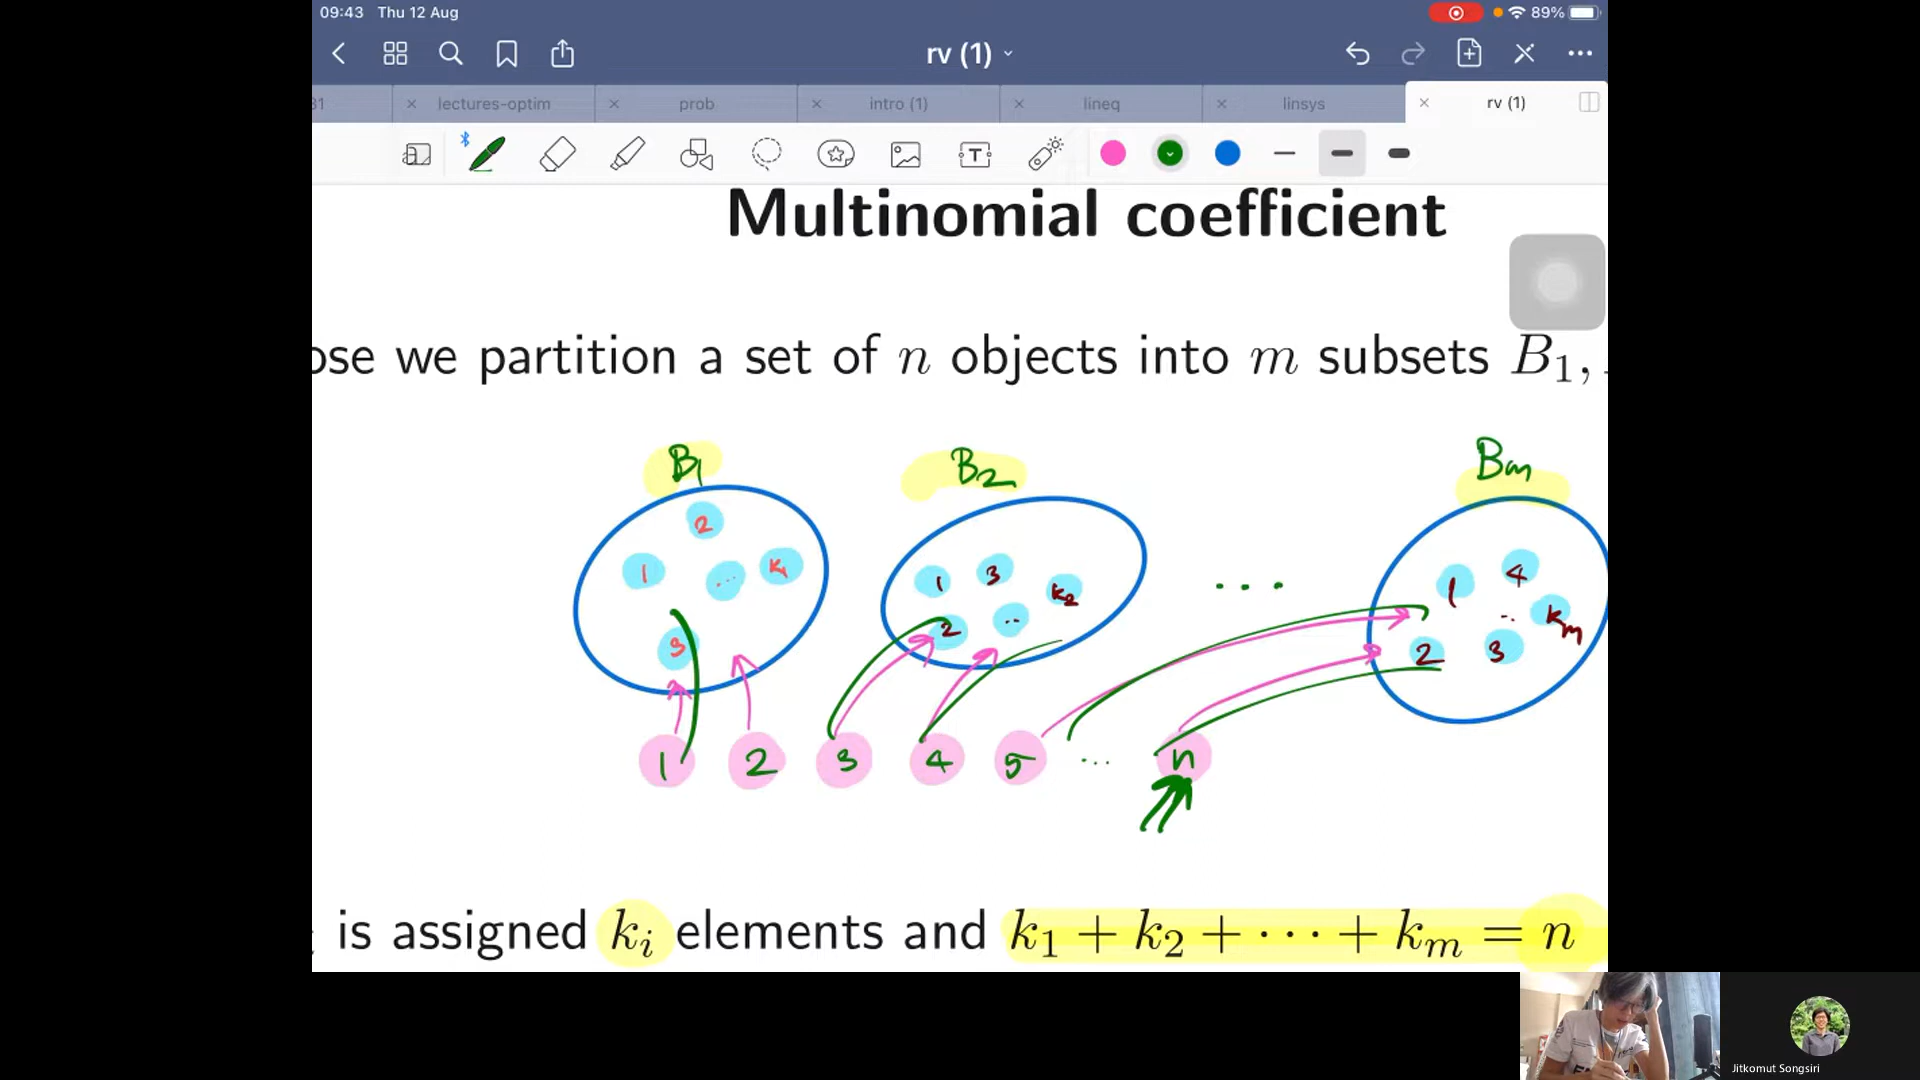 09:43 Thu 12 Aug 89%
rv (1)
31 lectures-optim prob intro (1) lineq linsys rv (1)
T
Multinomial coefficient
ose we partition a set of n objects into m subsets B₁,
B₁ B₂ Bm
1 2 3 ... k₁
1 2 3 .. k₂
...
1 2 3 4 .. km
1 2 3 4 5 ... n
is assigned kᵢ elements and k₁ + k₂ + ··· + kₘ = n
Jitkomut Songsiri